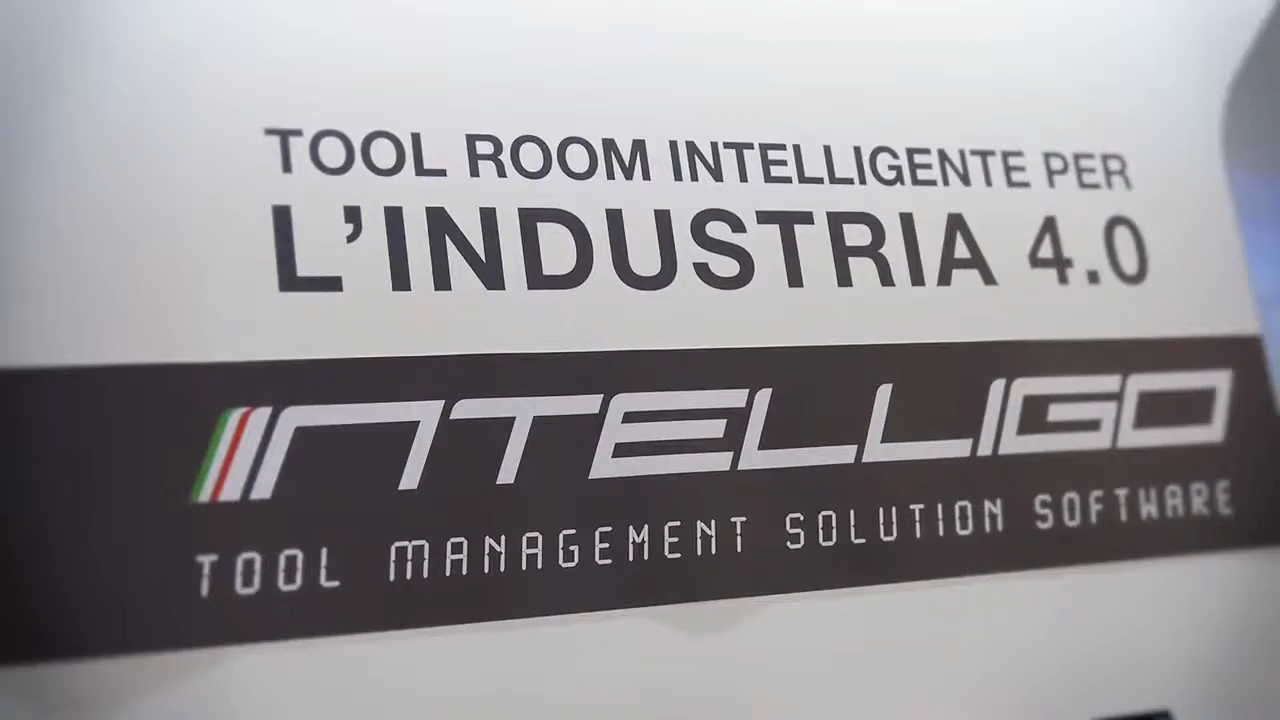 TOOL ROOM INTELLIGENTE PER
L'INDUSTRIA 4.0
INTELLIGO
TOOL MANAGEMENT SOLUTION SOFTWARE